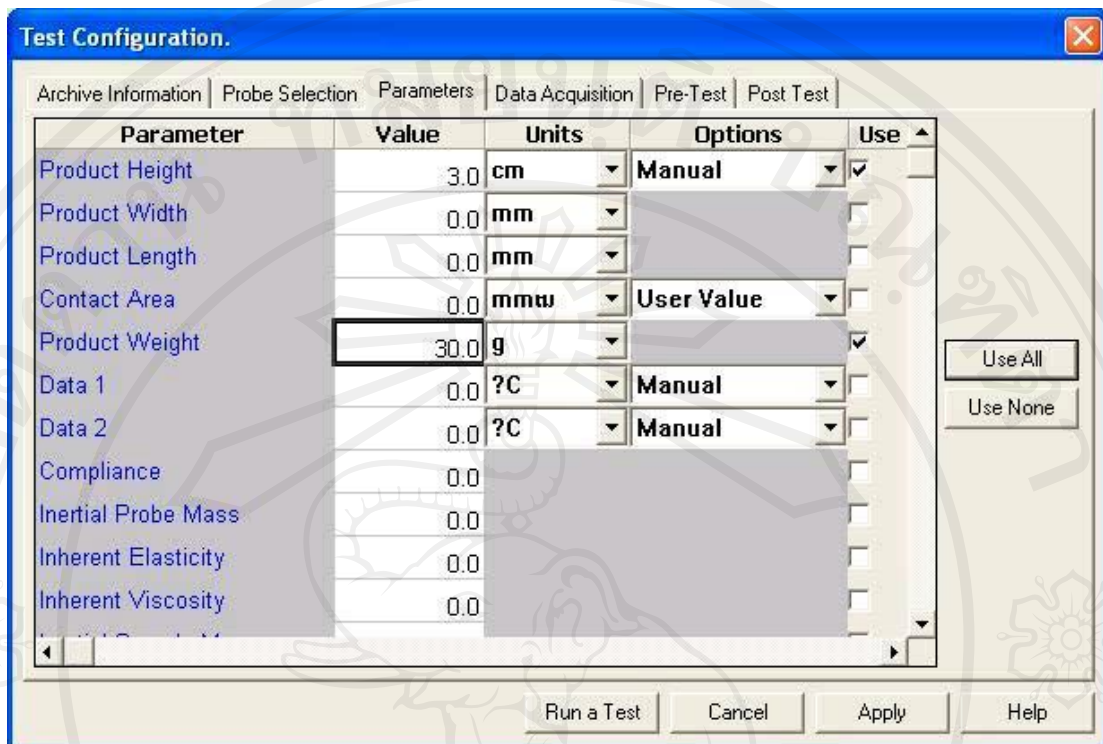 Test Configuration.
Archive Information Probe Selection Parameters Data Acquisition Pre-Test Post Test
Parameter Value Units Options Use
Product Height 3.0 cm Manual
Product Width 0.0 mm
Product Length 0.0 mm
Contact Area 0.0 mmพ User Value
Product Weight 30.0 g
Use All
Data 1 0.0 ?C Manual
Use None
Data 2 0.0 ?C Manual
Compliance 0.0
Inertial Probe Mass 0.0
Inherent Elasticity 0.0
Inherent Viscosity 0.0
Run a Test Cancel Apply Help